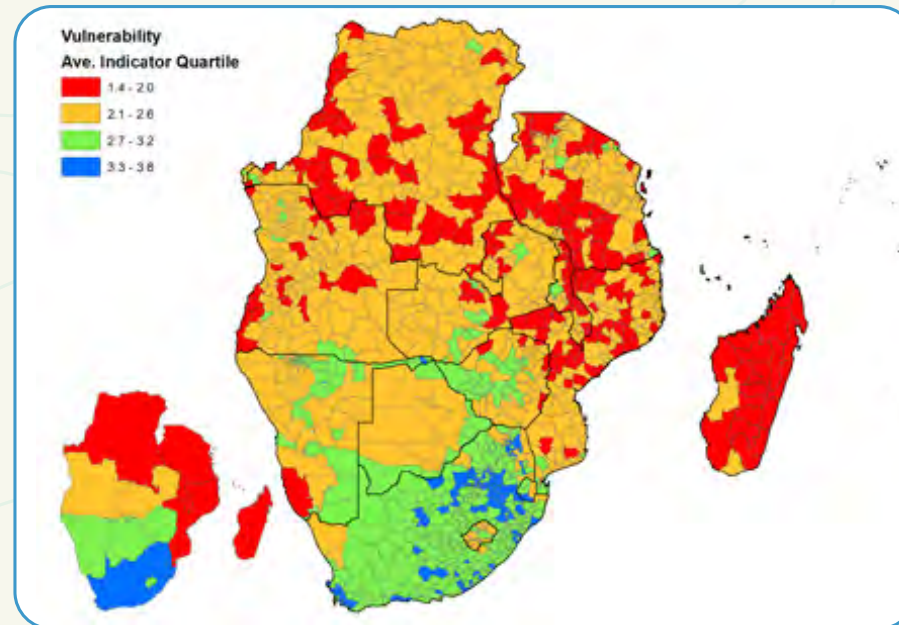 Vulnerability
Ave. Indicator Quartile
1.4 - 2.0
2.1 - 2.6
2.7 - 3.2
3.3 - 3.8